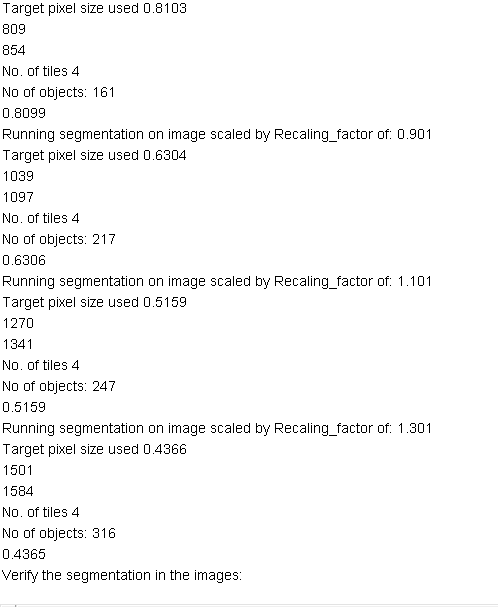 Target pixel size used 0.8103
809
854
No. of tiles 4
No of objects: 161
0.8099
Running segmentation on image scaled by Recaling_factor of: 0.901
Target pixel size used 0.6304
1039
1097
No. of tiles 4
No of objects: 217
0.6306
Running segmentation on image scaled by Recaling_factor of: 1.101
Target pixel size used 0.5159
1270
1341
No. of tiles 4
No of objects: 247
0.5159
Running segmentation on image scaled by Recaling_factor of: 1.301
Target pixel size used 0.4366
1501
1584
No. of tiles 4
No of objects: 316
0.4365
Verify the segmentation in the images: